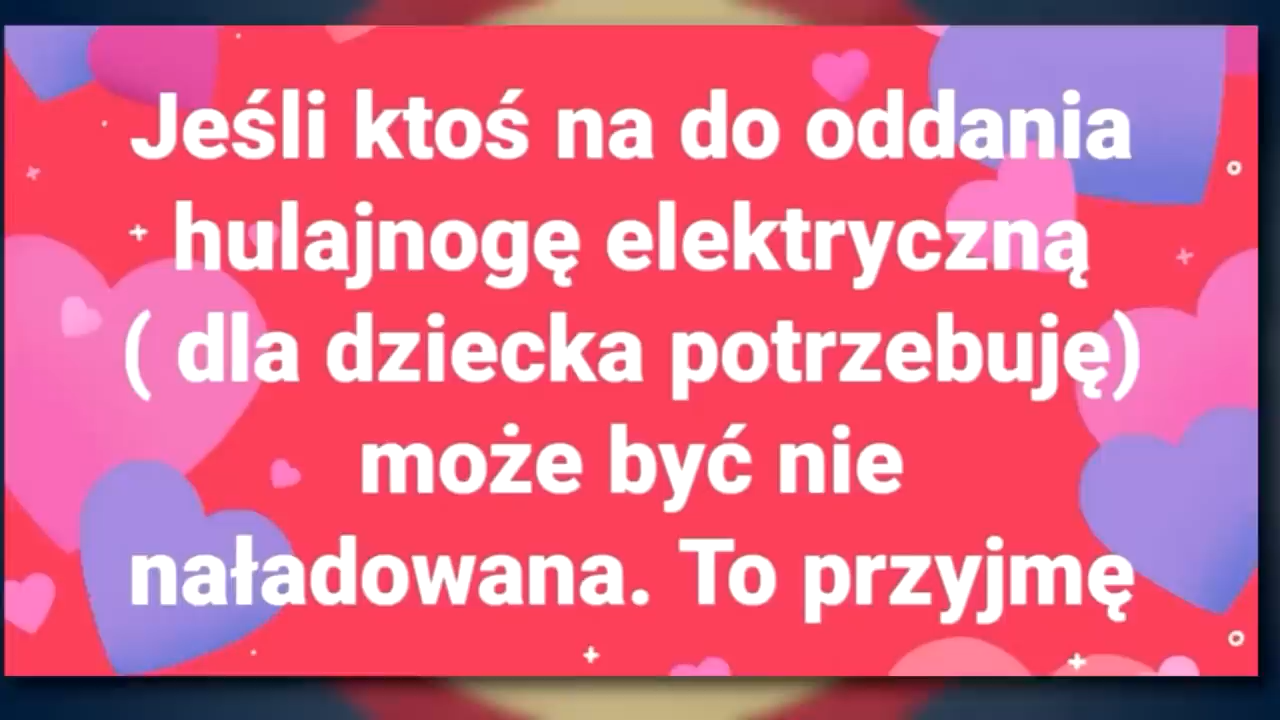 Jeśli ktoś na do oddania
hulajnogę elektryczną
( dla dziecka potrzebuję)
może być nie
naładowana. To przyjmę